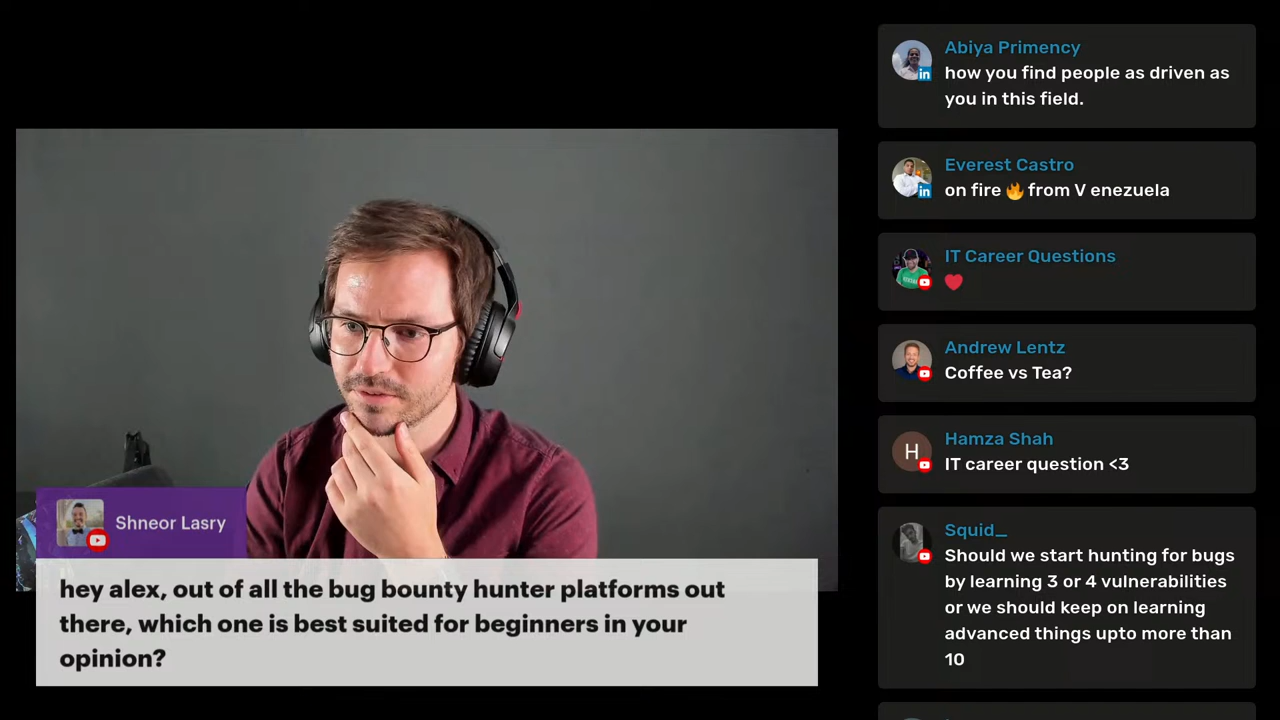 Shneor Lasry
hey alex, out of all the bug bounty hunter platforms out
there, which one is best suited for beginners in your
opinion?
Abiya Primency
how you find people as driven as
you in this field.
Everest Castro
on fire 🔥 from V enezuela
IT Career Questions
❤️
Andrew Lentz
Coffee vs Tea?
H
Hamza Shah
IT career question <3
Squid_
Should we start hunting for bugs
by learning 3 or 4 vulnerabilities
or we should keep on learning
advanced things upto more than
10